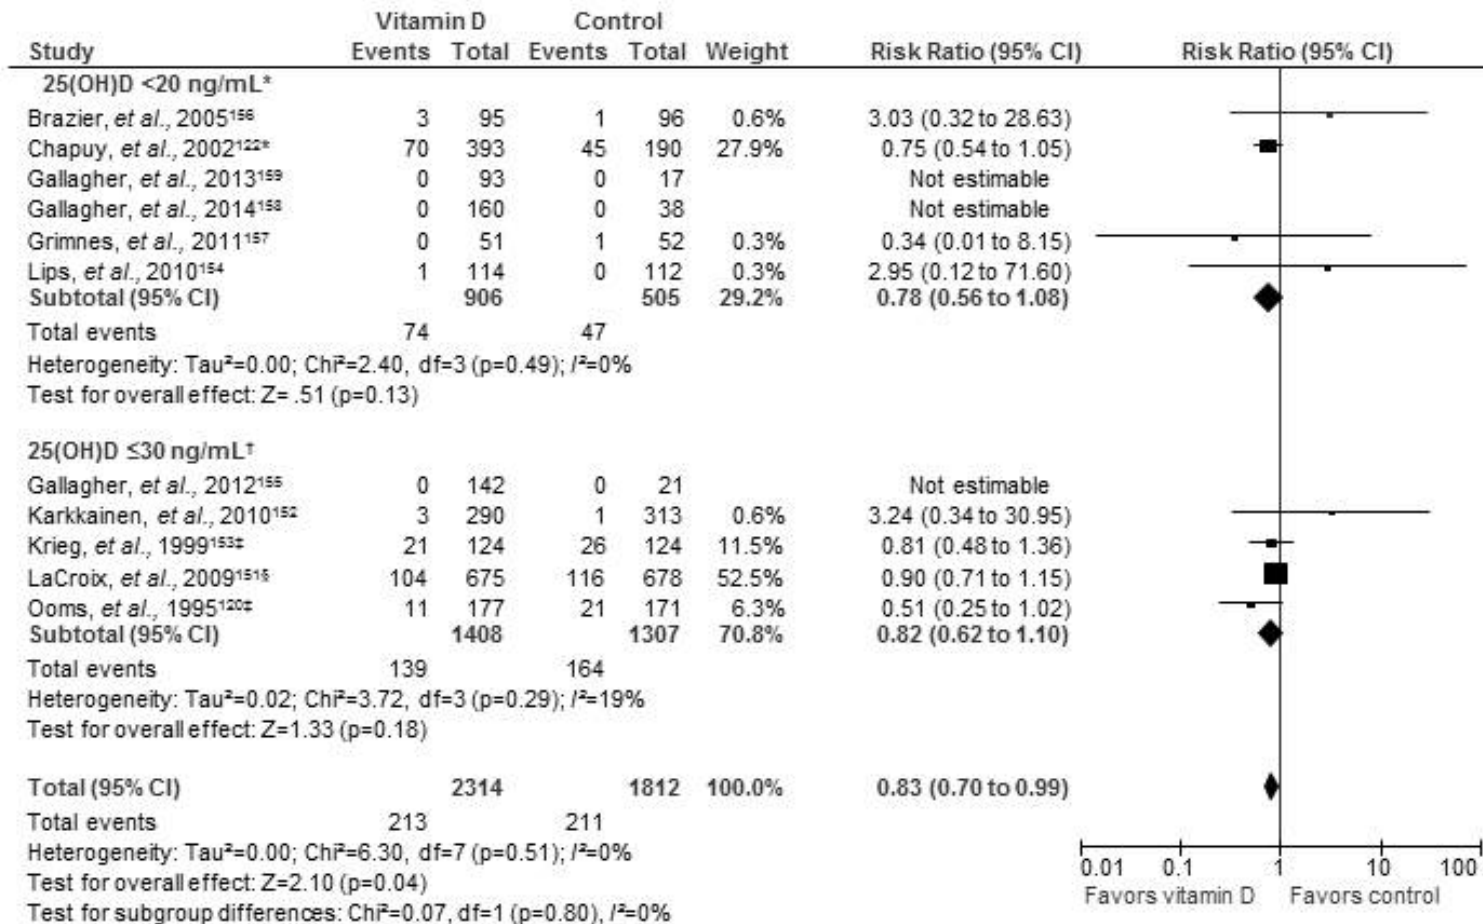 Vitamin D Control
Study Events Total Events Total Weight Risk Ratio (95% CI) Risk Ratio (95% CI)
25(OH)D <20 ng/mL*
Brazier, et al., 2005¹⁵⁶ 3 95 1 96 0.6% 3.03 (0.32 to 28.63)
Chapuy, et al., 2002¹²²* 70 393 45 190 27.9% 0.75 (0.54 to 1.05)
Gallagher, et al., 2013¹⁵⁹ 0 93 0 17 Not estimable
Gallagher, et al., 2014¹⁵⁸ 0 160 0 38 Not estimable
Grimnes, et al., 2011¹⁵⁷ 0 51 1 52 0.3% 0.34 (0.01 to 8.15)
Lips, et al., 2010¹⁵⁴ 1 114 0 112 0.3% 2.95 (0.12 to 71.60)
Subtotal (95% CI) 906 505 29.2% 0.78 (0.56 to 1.08)
Total events 74 47
Heterogeneity: Tau²=0.00; Chi²=2.40, df=3 (p=0.49); I²=0%
Test for overall effect: Z= .51 (p=0.13)
25(OH)D ≤30 ng/mL†
Gallagher, et al., 2012¹⁵⁵ 0 142 0 21 Not estimable
Karkkainen, et al., 2010¹⁵² 3 290 1 313 0.6% 3.24 (0.34 to 30.95)
Krieg, et al., 1999¹⁵³‡ 21 124 26 124 11.5% 0.81 (0.48 to 1.36)
LaCroix, et al., 2009¹⁵¹§ 104 675 116 678 52.5% 0.90 (0.71 to 1.15)
Ooms, et al., 1995¹²⁰‡ 11 177 21 171 6.3% 0.51 (0.25 to 1.02)
Subtotal (95% CI) 1408 1307 70.8% 0.82 (0.62 to 1.10)
Total events 139 164
Heterogeneity: Tau²=0.02; Chi²=3.72, df=3 (p=0.29); I²=19%
Test for overall effect: Z=1.33 (p=0.18)
Total (95% CI) 2314 1812 100.0% 0.83 (0.70 to 0.99)
Total events 213 211
Heterogeneity: Tau²=0.00; Chi²=6.30, df=7 (p=0.51); I²=0%
Test for overall effect: Z=2.10 (p=0.04)
Test for subgroup differences: Chi²=0.07, df=1 (p=0.80), I²=0%
0.01 0.1 1 10 100
Favors vitamin D Favors control